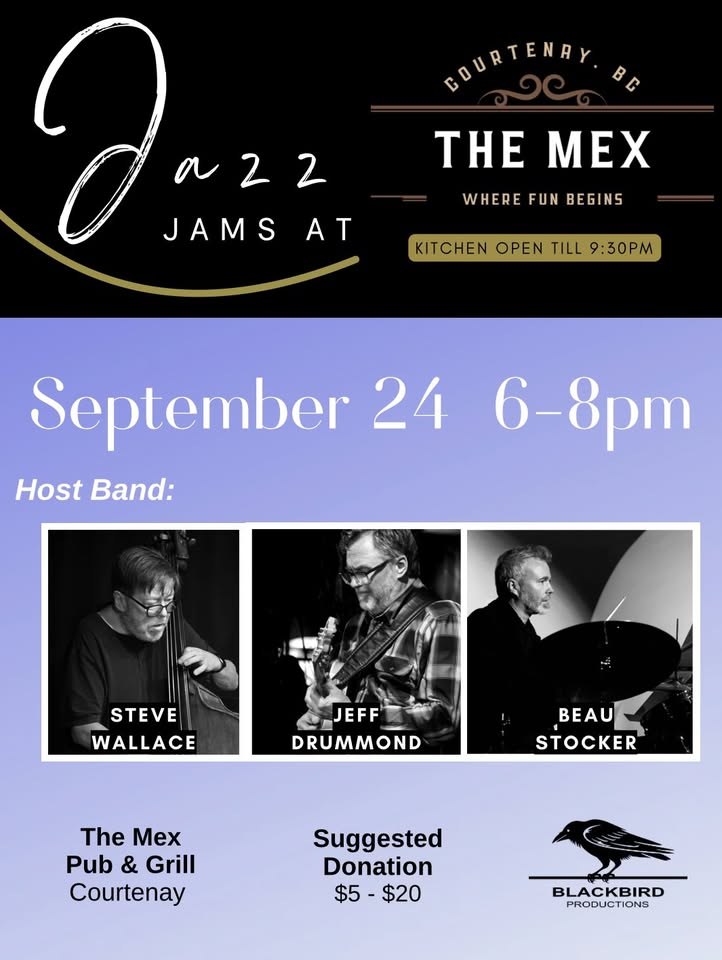 Jazz
JAMS AT
COURTENAY. BC
THE MEX
WHERE FUN BEGINS
KITCHEN OPEN TILL 9:30PM
September 24 6-8pm
Host Band:
STEVE
WALLACE
JEFF
DRUMMOND
BEAU
STOCKER
The Mex
Pub & Grill
Courtenay
Suggested
Donation
$5 - $20
BLACKBIRD
PRODUCTIONS